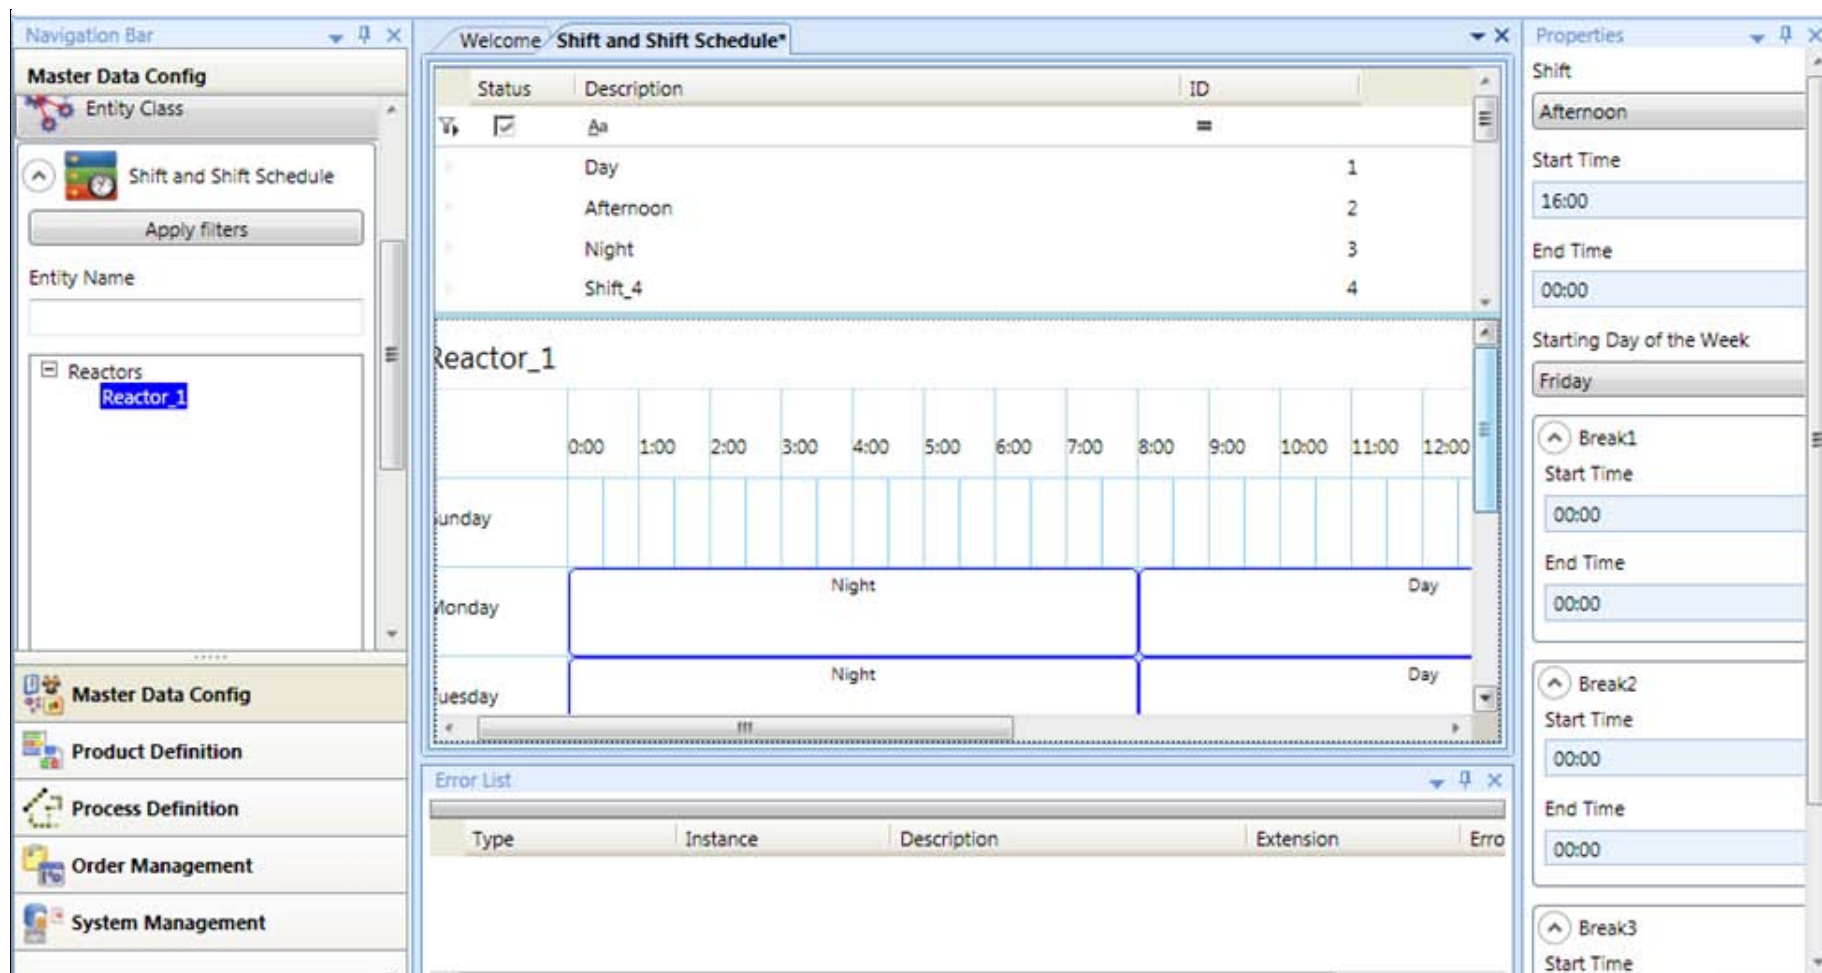 Navigation Bar
Master Data Config
Entity Class
Shift and Shift Schedule
Apply filters
Entity Name
Reactors
Reactor_1
Master Data Config
Product Definition
Process Definition
Order Management
System Management
Welcome Shift and Shift Schedule*
Status Description ID
Aa =
Day 1
Afternoon 2
Night 3
Shift_4 4
Reactor_1
0:00 1:00 2:00 3:00 4:00 5:00 6:00 7:00 8:00 9:00 10:00 11:00 12:00
unday
Monday Night Day
uesday Night Day
Error List
Type Instance Description Extension Erro
Properties
Shift
Afternoon
Start Time
16:00
End Time
00:00
Starting Day of the Week
Friday
Break1
Start Time
00:00
End Time
00:00
Break2
Start Time
00:00
End Time
00:00
Break3
Start Time